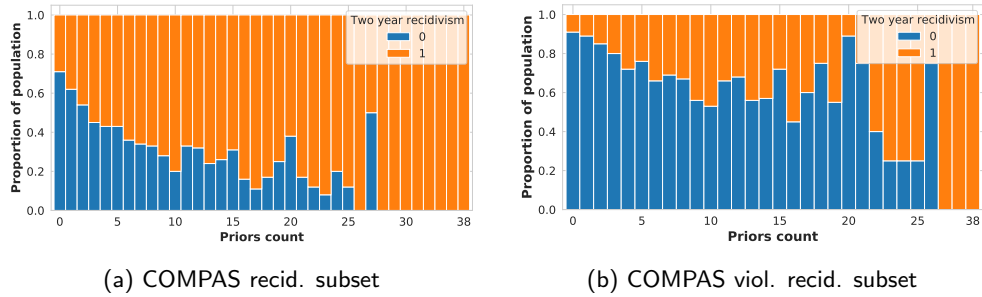 Proportion of population
1.0
0.8
0.6
0.4
0.2
0.0
0 5 10 15 20 25 30 38
Priors count
Two year recidivism
0
1
(a) COMPAS recid. subset
Proportion of population
1.0
0.8
0.6
0.4
0.2
0.0
0 5 10 15 20 25 38
Priors count
Two year recidivism
0
1
(b) COMPAS viol. recid. subset